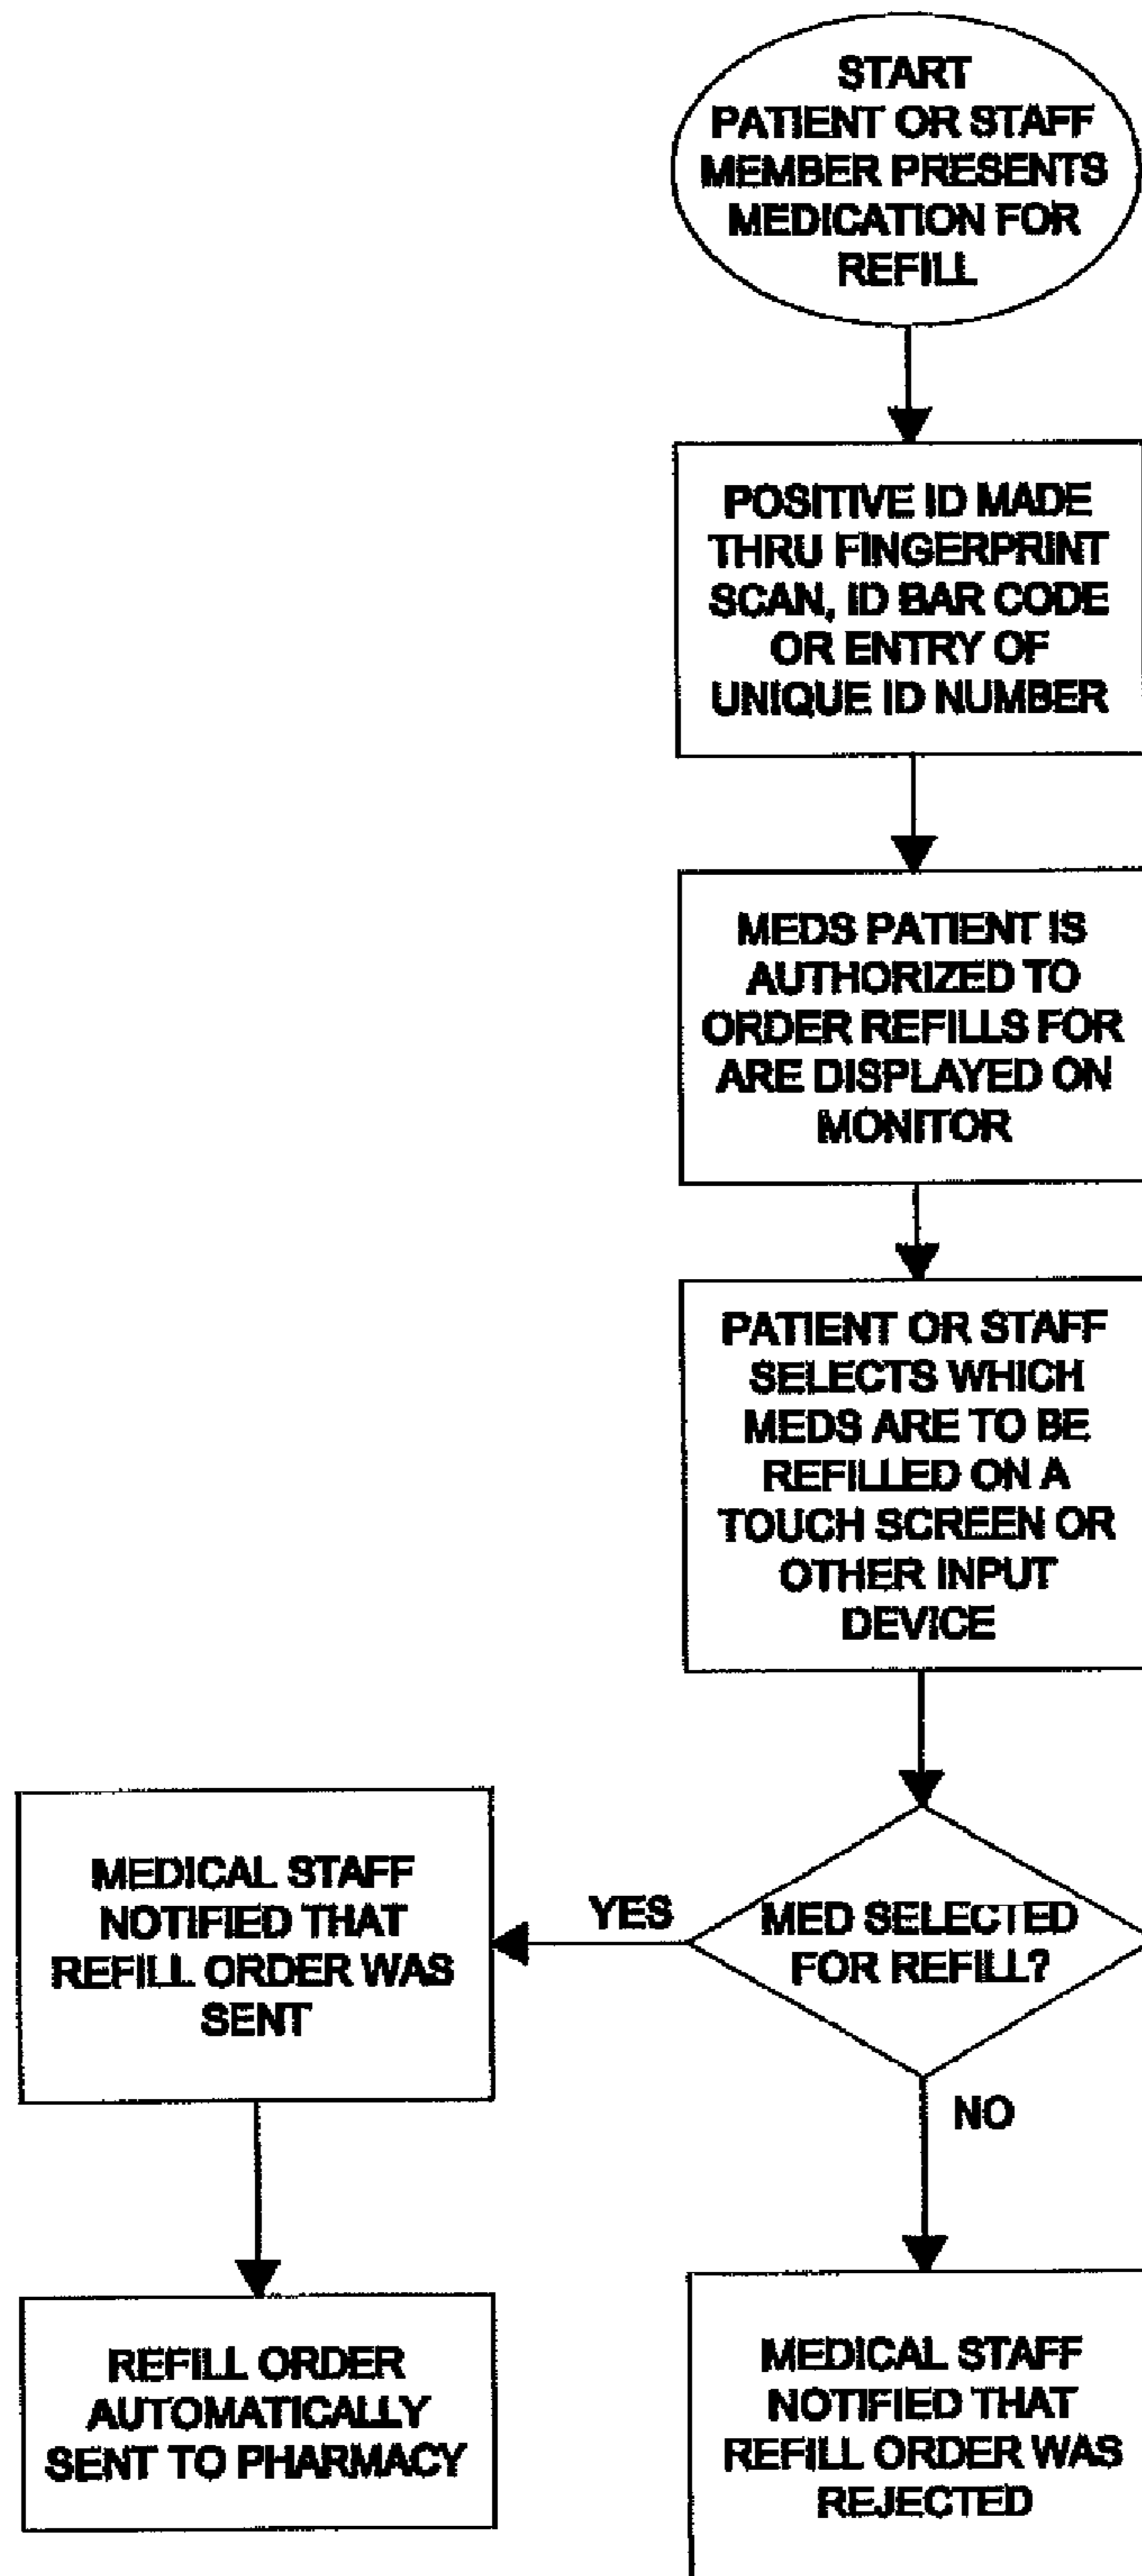 START
PATIENT OR STAFF
MEMBER PRESENTS
MEDICATION FOR
REFILL
POSITIVE ID MADE
THRU FINGERPRINT
SCAN, ID BAR CODE
OR ENTRY OF
UNIQUE ID NUMBER
MEDS PATIENT IS
AUTHORIZED TO
ORDER REFILLS FOR
ARE DISPLAYED ON
MONITOR
PATIENT OR STAFF
SELECTS WHICH
MEDS ARE TO BE
REFILLED ON A
TOUCH SCREEN OR
OTHER INPUT
DEVICE
MED SELECTED
FOR REFILL?
YES
MEDICAL STAFF
NOTIFIED THAT
REFILL ORDER WAS
SENT
REFILL ORDER
AUTOMATICALLY
SENT TO PHARMACY
NO
MEDICAL STAFF
NOTIFIED THAT
REFILL ORDER WAS
REJECTED